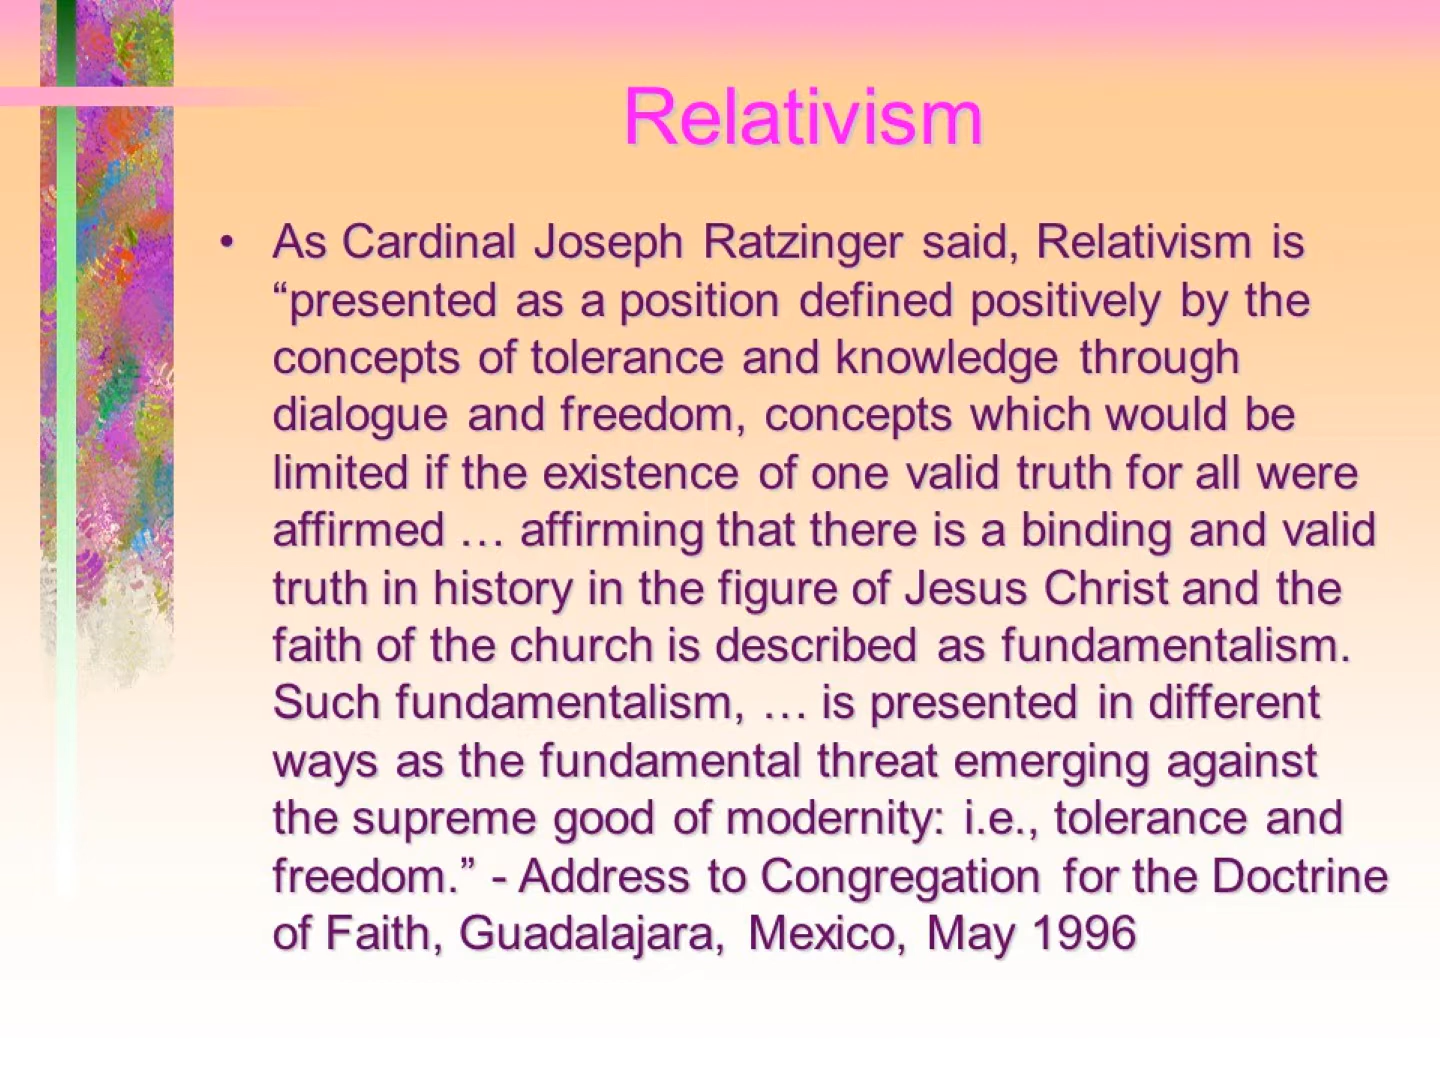 Relativism
• As Cardinal Joseph Ratzinger said, Relativism is
“presented as a position defined positively by the
concepts of tolerance and knowledge through
dialogue and freedom, concepts which would be
limited if the existence of one valid truth for all were
affirmed … affirming that there is a binding and valid
truth in history in the figure of Jesus Christ and the
faith of the church is described as fundamentalism.
Such fundamentalism, … is presented in different
ways as the fundamental threat emerging against
the supreme good of modernity: i.e., tolerance and
freedom.” - Address to Congregation for the Doctrine
of Faith, Guadalajara, Mexico, May 1996